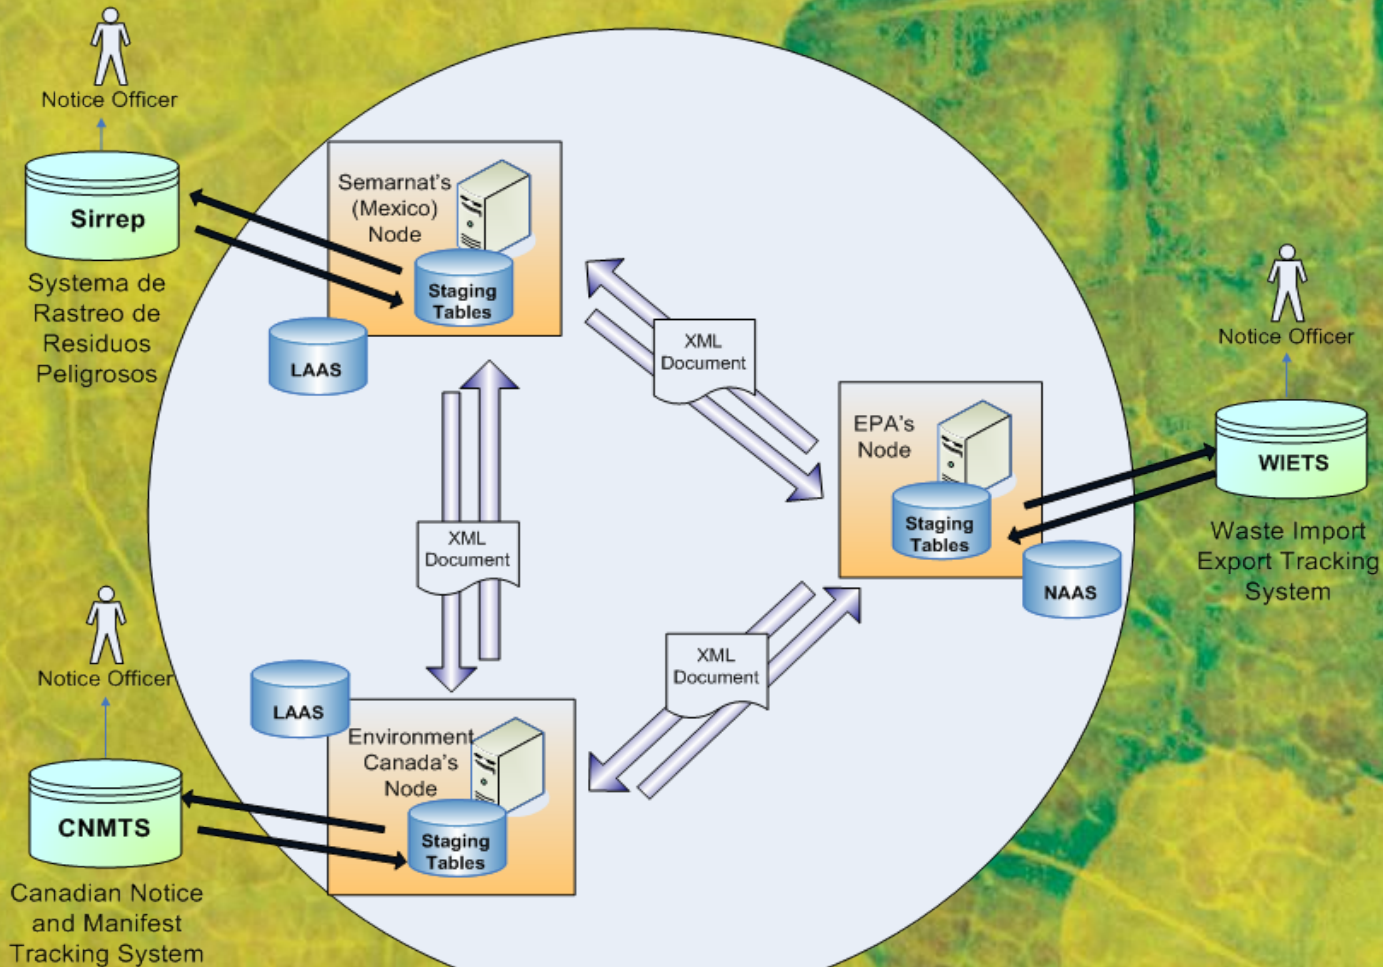 Notice Officer
Sirrep
Systema de
Rastreo de
Residuos
Peligrosos
Semarnat's
(Mexico)
Node
Staging
Tables
LAAS
XML
Document
Notice Officer
EPA's
Node
Staging
Tables
NAAS
WIETS
Waste Import
Export Tracking
System
XML
Document
XML
Document
Notice Officer
LAAS
Environment
Canada's
Node
Staging
Tables
CNMTS
Canadian Notice
and Manifest
Tracking System